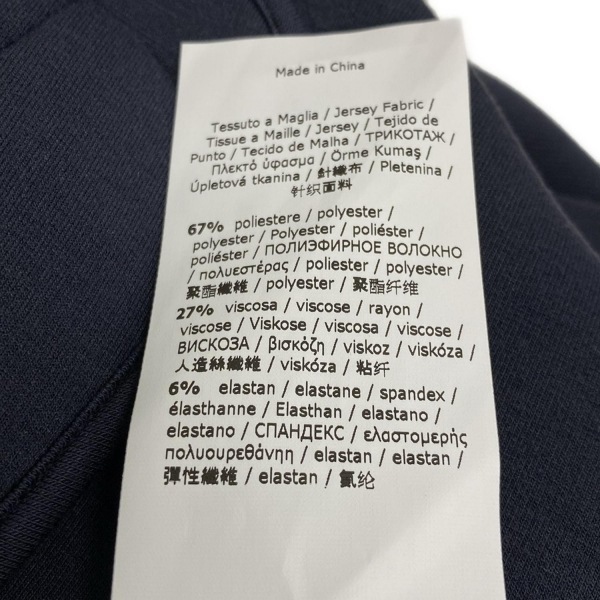 Made in China
Tessuto a Maglia / Jersey Fabric /
Tissue a Maille / Jersey / Tejido de
Punto / Tecido de Malha / ТРИКОТАЖ /
Πλεκτό ύφασμα / Örme Kumaş /
Úpletová tkanina / 針織布 / Pletenina /
针织面料
67% poliestere / polyester /
polyester / Polyester / poliéster /
poliéster / ПОЛИЭФИРНОЕ ВОЛОКНО
/ πολυεστέρας / poliester / polyester /
聚酯纖維 / polyester / 聚酯纤维
27% viscosa / viscose / rayon /
viscose / Viskose / viscosa / viscose /
ВИСКОЗА / βισκόζη / viskoz / viskóza /
人造絲纖維 / viskóza / 粘纤
6% elastan / elastane / spandex /
élasthanne / Elasthan / elastano /
elastano / СПАНДЕКС / ελαστομερής
πολυουρεθάνηη / elastan / elastan /
彈性纖維 / elastan / 氨纶